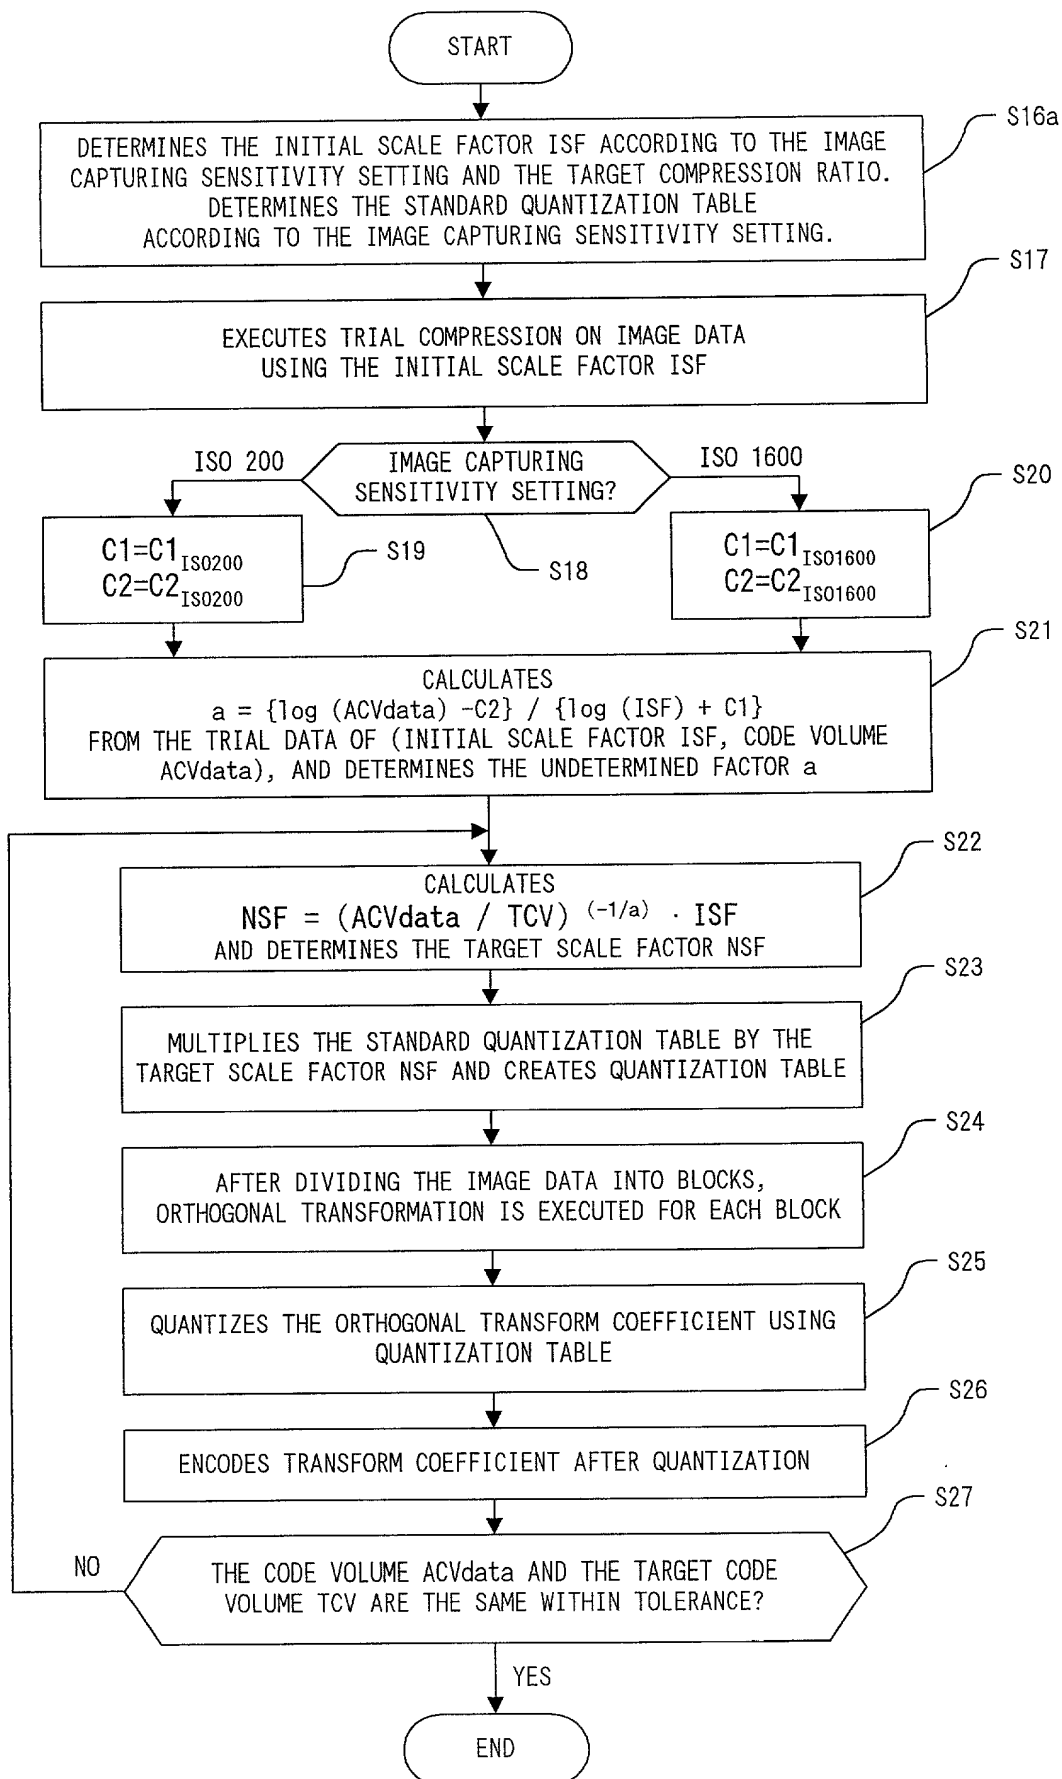 START
S16a
DETERMINES THE INITIAL SCALE FACTOR ISF ACCORDING TO THE IMAGE
CAPTURING SENSITIVITY SETTING AND THE TARGET COMPRESSION RATIO.
DETERMINES THE STANDARD QUANTIZATION TABLE
ACCORDING TO THE IMAGE CAPTURING SENSITIVITY SETTING.
S17
EXECUTES TRIAL COMPRESSION ON IMAGE DATA
USING THE INITIAL SCALE FACTOR ISF
ISO 200
IMAGE CAPTURING
SENSITIVITY SETTING?
ISO 1600
S18
S19
C1=C1ISO200
C2=C2ISO200
S20
C1=C1ISO1600
C2=C2ISO1600
S21
CALCULATES
a = {log (ACVdata) -C2} / {log (ISF) + C1}
FROM THE TRIAL DATA OF (INITIAL SCALE FACTOR ISF, CODE VOLUME
ACVdata), AND DETERMINES THE UNDETERMINED FACTOR a
S22
CALCULATES
NSF = (ACVdata / TCV) (-1/a) · ISF
AND DETERMINES THE TARGET SCALE FACTOR NSF
S23
MULTIPLIES THE STANDARD QUANTIZATION TABLE BY THE
TARGET SCALE FACTOR NSF AND CREATES QUANTIZATION TABLE
S24
AFTER DIVIDING THE IMAGE DATA INTO BLOCKS,
ORTHOGONAL TRANSFORMATION IS EXECUTED FOR EACH BLOCK
S25
QUANTIZES THE ORTHOGONAL TRANSFORM COEFFICIENT USING
QUANTIZATION TABLE
S26
ENCODES TRANSFORM COEFFICIENT AFTER QUANTIZATION
S27
NO
THE CODE VOLUME ACVdata AND THE TARGET CODE
VOLUME TCV ARE THE SAME WITHIN TOLERANCE?
YES
END